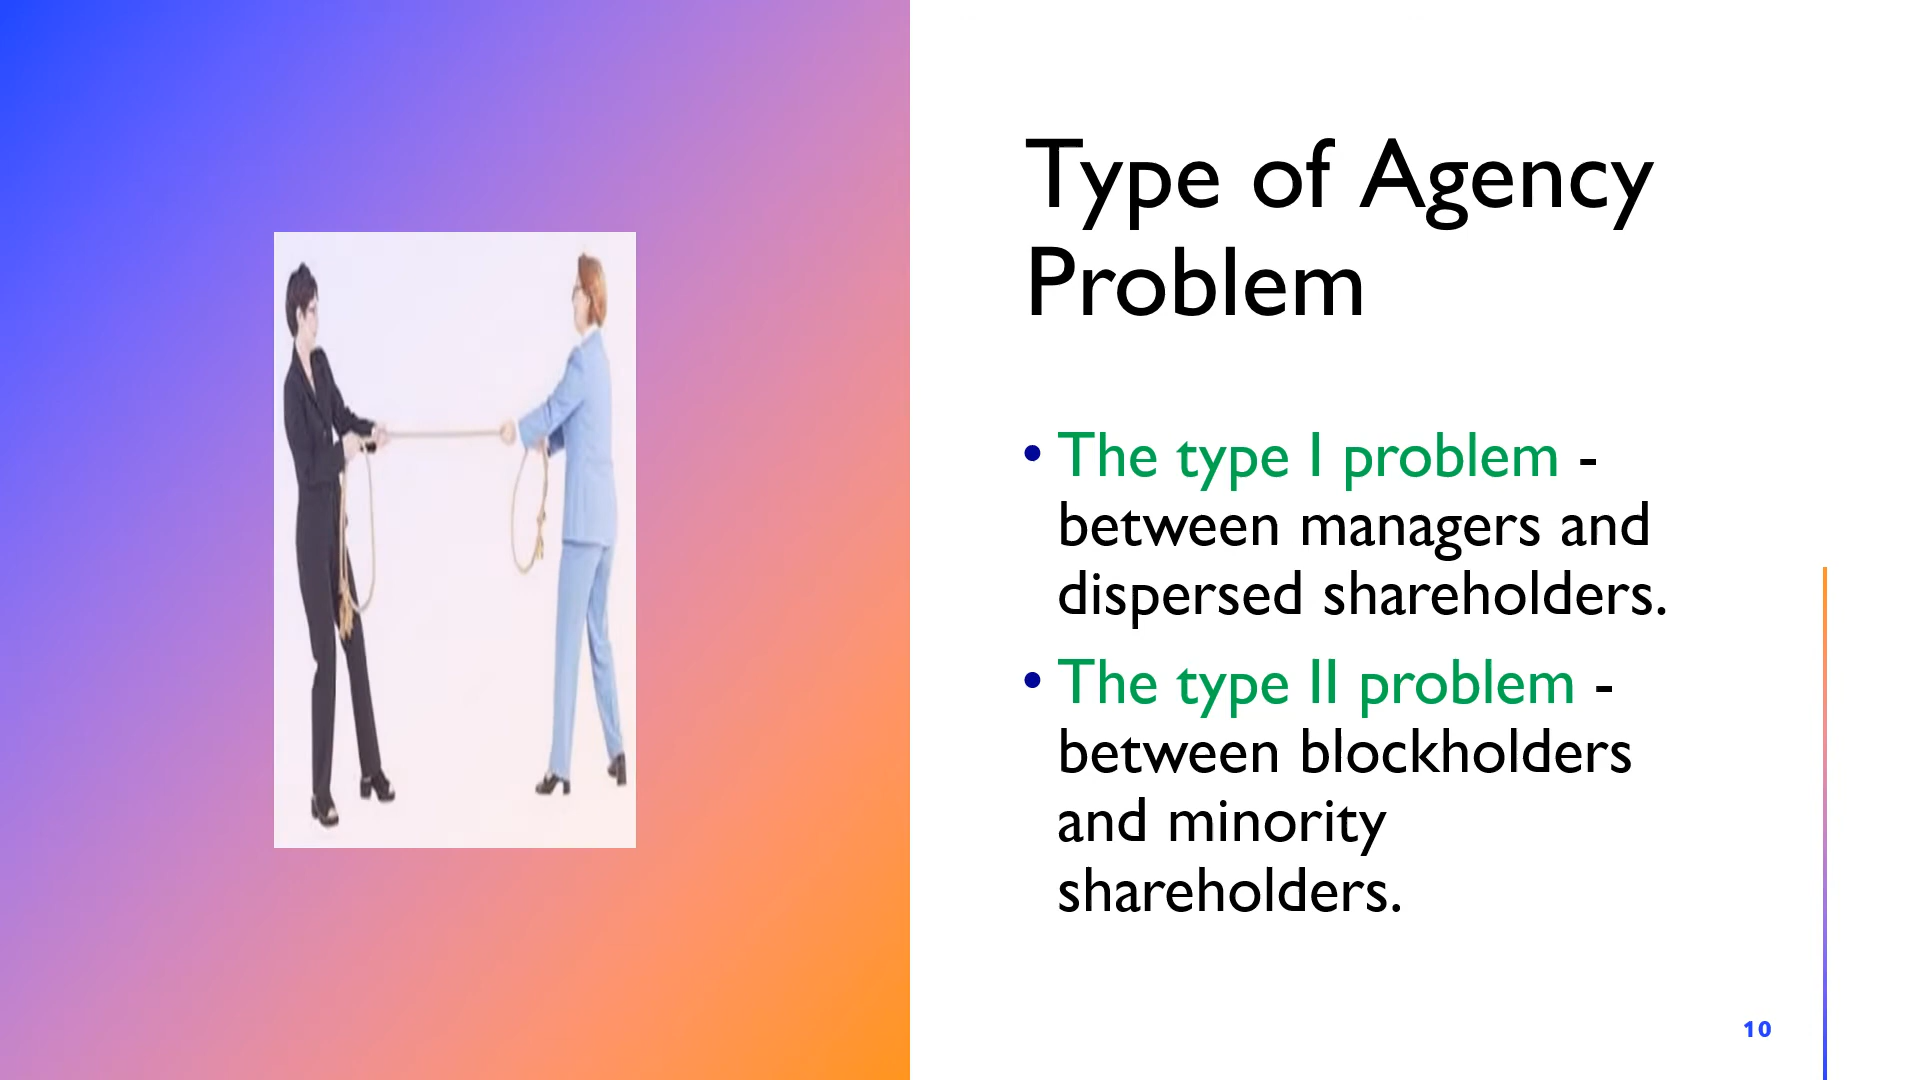 Type of Agency
Problem
• The type I problem -
between managers and
dispersed shareholders.
• The type II problem -
between blockholders
and minority
shareholders.
10